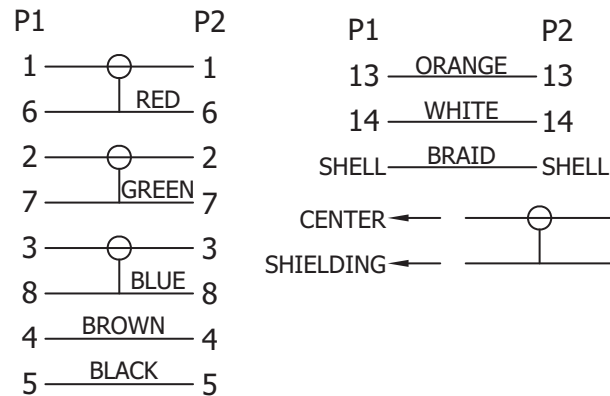 P1 P2
1 1
6 RED 6
2 2
7 GREEN 7
3 3
8 BLUE 8
4 BROWN 4
5 BLACK 5
P1 P2
13 ORANGE 13
14 WHITE 14
SHELL BRAID SHELL
CENTER
SHIELDING